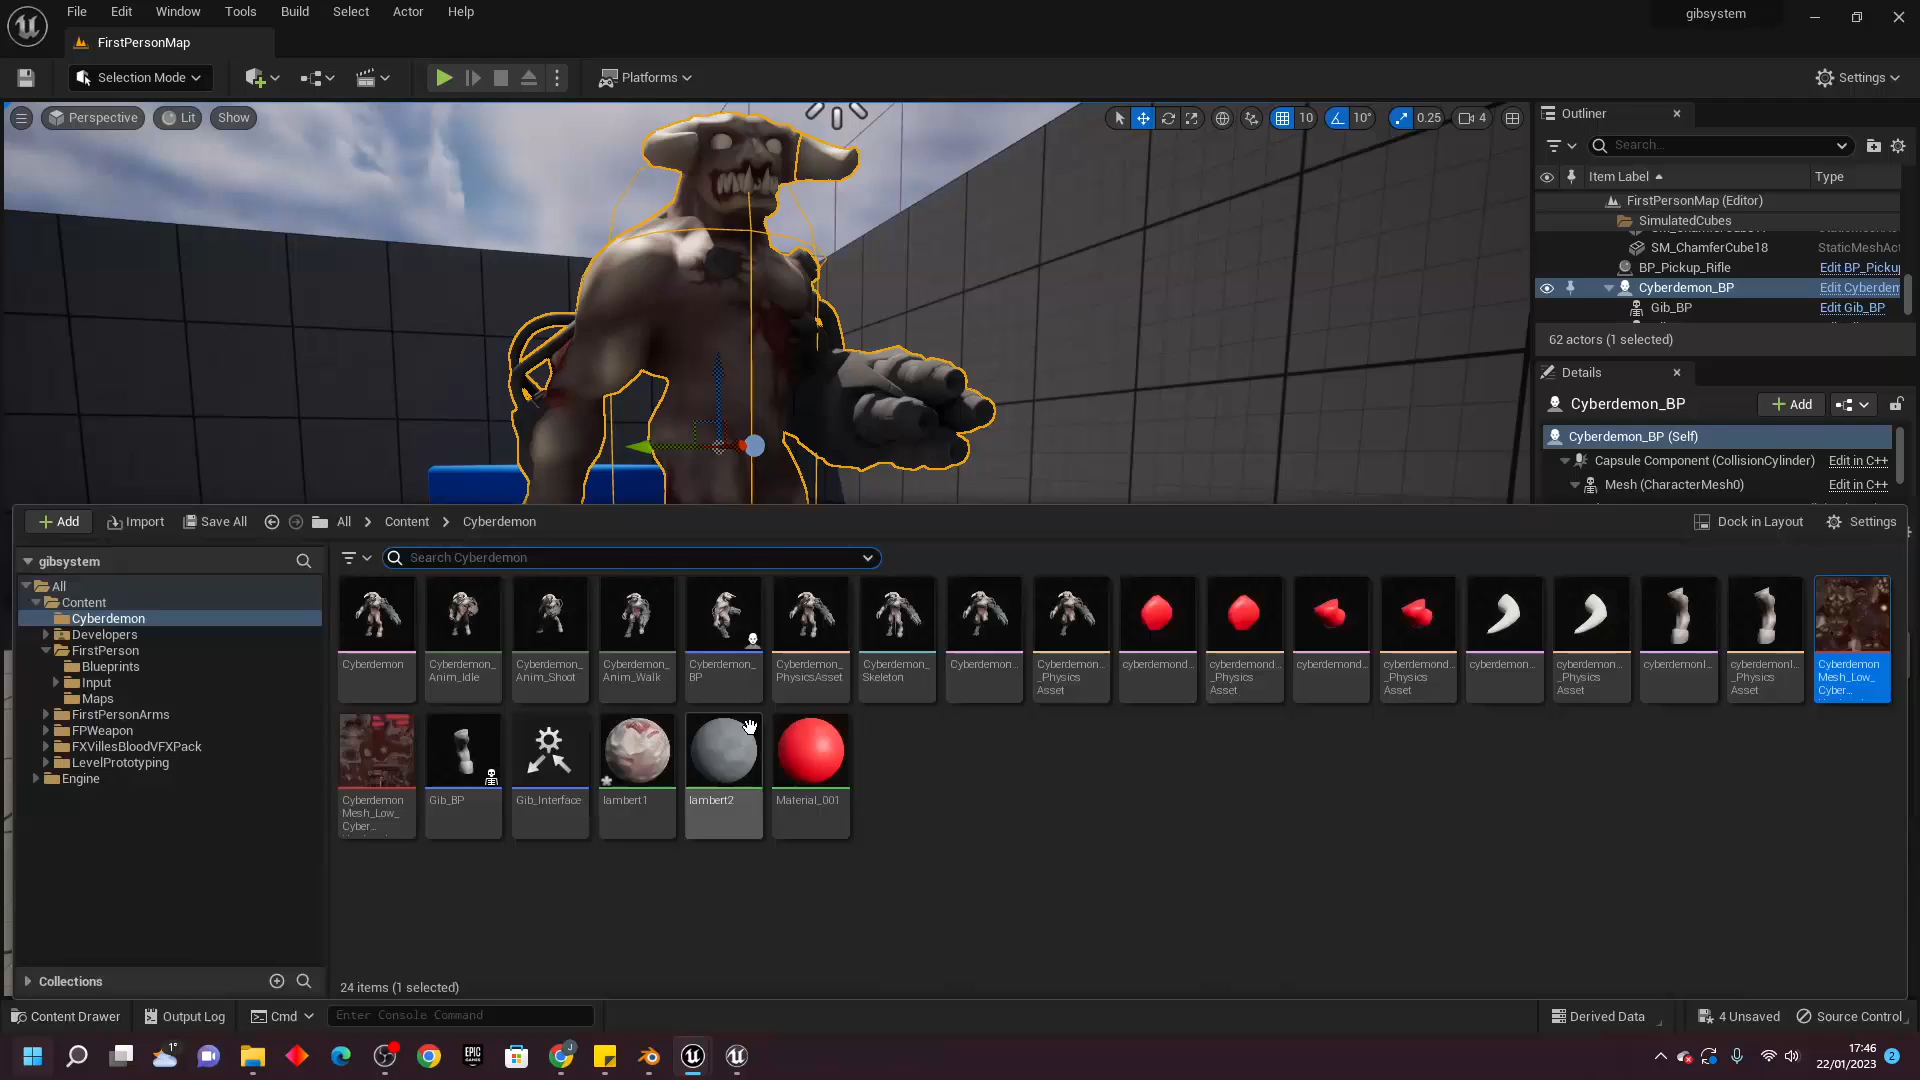 File Edit Window Tools Build Select Actor Help
gibsystem
FirstPersonMap
Selection Mode
Platforms
Settings
Perspective Lit Show
10 10° 0.25 4
Outliner
Search...
Item Label Type
FirstPersonMap (Editor)
SimulatedCubes
SM_ChamferCube18 StaticMeshAct
BP_Pickup_Rifle Edit BP_Picku
Cyberdemon_BP Edit Cyberdem
Gib_BP Edit Gib_BP
62 actors (1 selected)
Details
Cyberdemon_BP Add
Cyberdemon_BP (Self)
Capsule Component (CollisionCylinder) Edit in C++
Mesh (CharacterMesh0) Edit in C++
Add Import Save All All Content Cyberdemon
Dock in Layout Settings
gibsystem
Search Cyberdemon
All
Content
Cyberdemon
Developers
FirstPerson
Blueprints
Input
Maps
FirstPersonArms
FPWeapon
FXVillesBloodVFXPack
LevelPrototyping
Engine
Collections
Cyberdemon
Cyberdemon_
Anim_Idle
Cyberdemon_
Anim_Shoot
Cyberdemon_
Anim_Walk
Cyberdemon_
BP
Cyberdemon_
PhysicsAsset
Cyberdemon_
Skeleton
Cyberdemon...
Cyberdemon...
_Physics
Asset
cyberdemond...
cyberdemond...
_Physics
Asset
cyberdemond...
cyberdemond...
_Physics
Asset
cyberdemon...
cyberdemon...
_Physics
Asset
cyberdemonl...
cyberdemonl...
_Physics
Asset
Cyberdemon
Mesh_Low_
Cyber...
Cyberdemon
Mesh_Low_
Cyber...
Gib_BP
Gib_Interface
lambert1
lambert2
Material_001
24 items (1 selected)
Content Drawer Output Log Cmd Enter Console Command
Derived Data 4 Unsaved Source Control
1°
EPIC
GAMES
J
17:46
22/01/2023
2